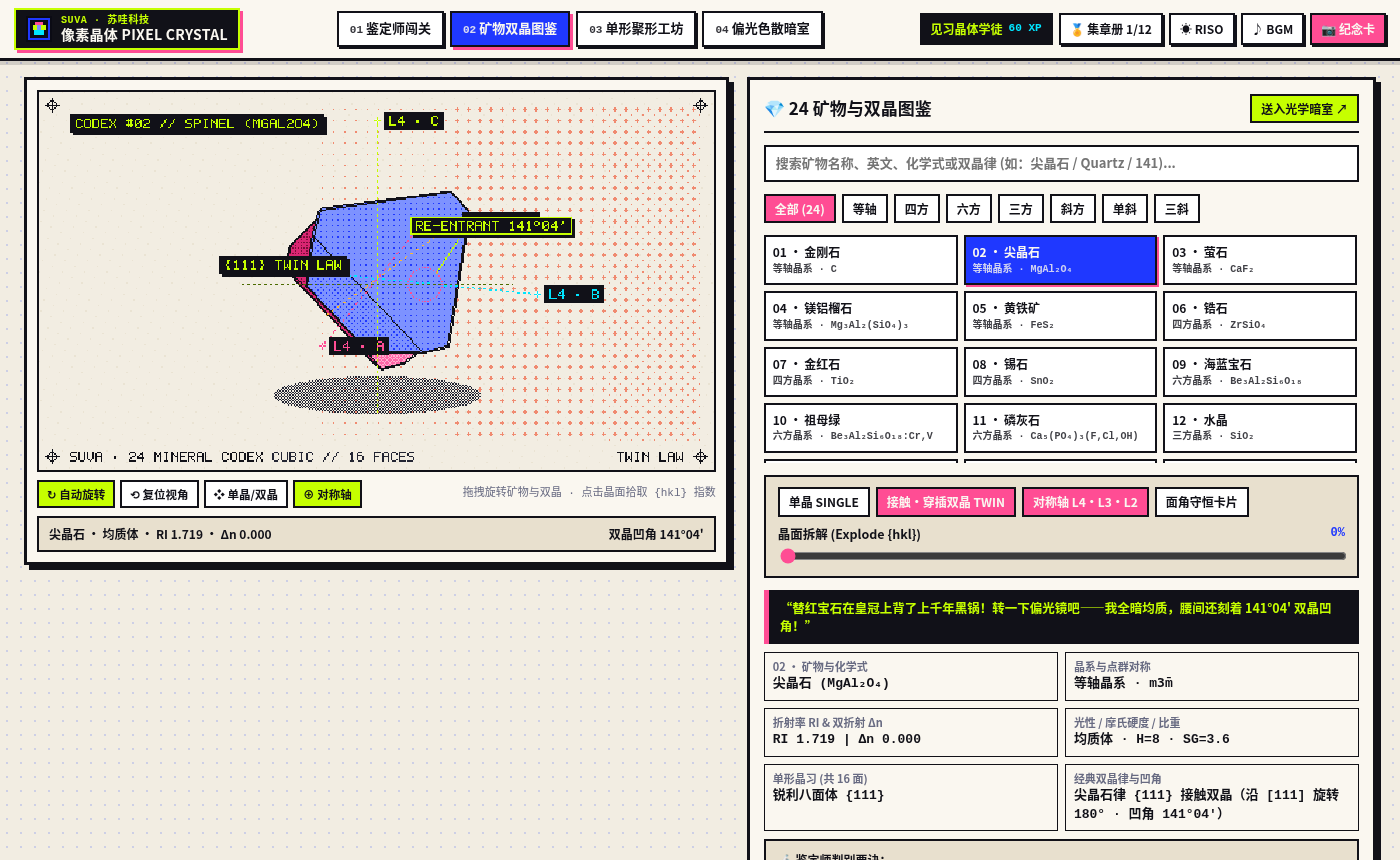 SUVA · 苏哇科技
像素晶体 PIXEL CRYSTAL
01 鉴定师闯关
02 矿物双晶图鉴
03 单形聚形工坊
04 偏光色散暗室
见习晶体学徒 60 XP
🏅 集章册 1/12
☀ RISO
♪ BGM
📷 纪念卡
CODEX #02 // SPINEL (MGAL2O4)
L4 · C
RE-ENTRANT 141°04'
{111} TWIN LAW
L4 · B
L4 · A
SUVA · 24 MINERAL CODEX CUBIC // 16 FACES
TWIN LAW
↻ 自动旋转
⟲ 复位视角
单晶/双晶
⊕ 对称轴
拖拽旋转矿物与双晶 · 点击晶面拾取 {hkl} 指数
尖晶石 · 均质体 · RI 1.719 · Δn 0.000
双晶凹角 141°04'
💎 24 矿物与双晶图鉴
送入光学暗室 ↗
搜索矿物名称、英文、化学式或双晶律 (如：尖晶石 / Quartz / 141)...
全部 (24)
等轴
四方
六方
三方
斜方
单斜
三斜
01 · 金刚石
等轴晶系 · C
02 · 尖晶石
等轴晶系 · MgAl₂O₄
03 · 萤石
等轴晶系 · CaF₂
04 · 镁铝榴石
等轴晶系 · Mg₃Al₂(SiO₄)₃
05 · 黄铁矿
等轴晶系 · FeS₂
06 · 锆石
四方晶系 · ZrSiO₄
07 · 金红石
四方晶系 · TiO₂
08 · 锡石
四方晶系 · SnO₂
09 · 海蓝宝石
六方晶系 · Be₃Al₂Si₆O₁₈
10 · 祖母绿
六方晶系 · Be₃Al₂Si₆O₁₈:Cr,V
11 · 磷灰石
六方晶系 · Ca₅(PO₄)₃(F,Cl,OH)
12 · 水晶
三方晶系 · SiO₂
单晶 SINGLE
接触·穿插双晶 TWIN
对称轴 L4·L3·L2
面角守恒卡片
晶面拆解 (Explode {hkl})
0%
“替红宝石在皇冠上背了上千年黑锅！转一下偏光镜吧——我全暗均质，腰间还刻着 141°04' 双晶凹
角！”
02 · 矿物与化学式
尖晶石 (MgAl₂O₄)
晶系与点群对称
等轴晶系 · m3̄m
折射率 RI & 双折射 Δn
RI 1.719 | Δn 0.000
光性 / 摩氏硬度 / 比重
均质体 · H=8 · SG=3.6
单形晶习 (共 16 面)
锐利八面体 {111}
经典双晶律与凹角
尖晶石律 {111} 接触双晶（沿 [111] 旋转
180° · 凹角 141°04'）
鉴定师判别要诀：